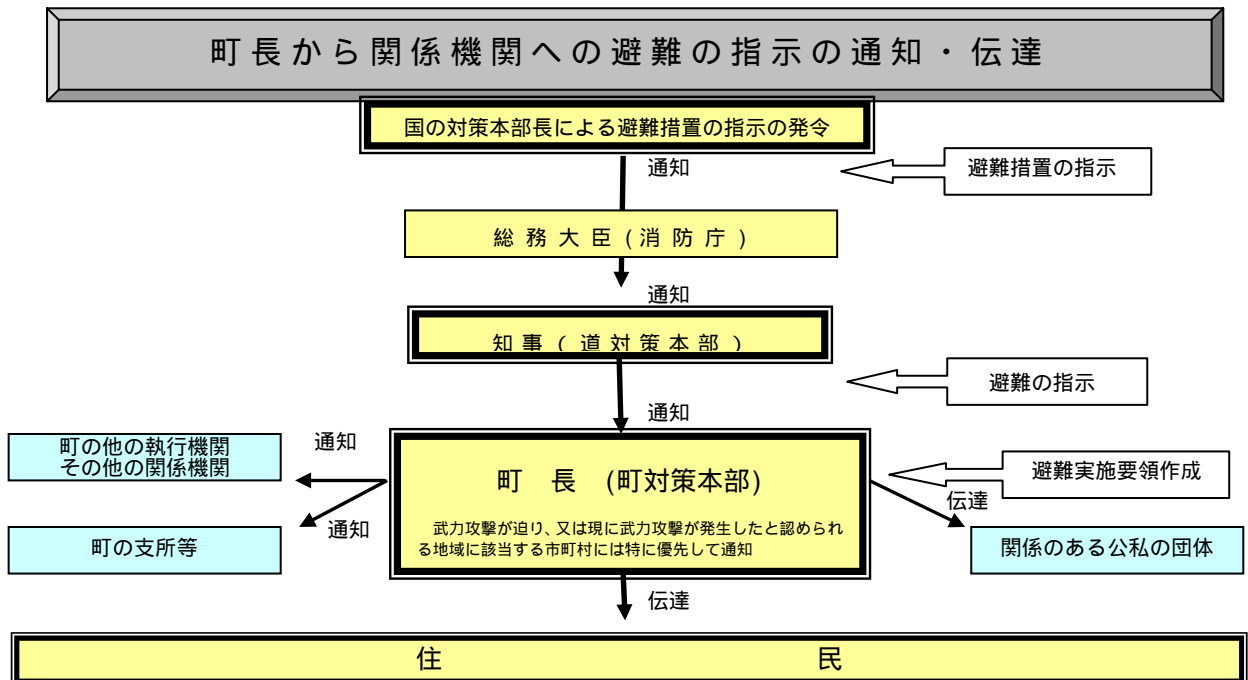 町長から関係機関への避難の指示の通知・伝達
国の対策本部長による避難措置の指示の発令
通知
避難措置の指示
総務大臣(消防庁)
通知
知事(道対策本部)
避難の指示
通知
町の他の執行機関
その他の関係機関
通知
町 長 (町対策本部)
武力攻撃が迫り、又は現に武力攻撃が発生したと認められ
る地域に該当する市町村には特に優先して通知
避難実施要領作成
伝達
通知
町の支所等
関係のある公私の団体
伝達
住 民